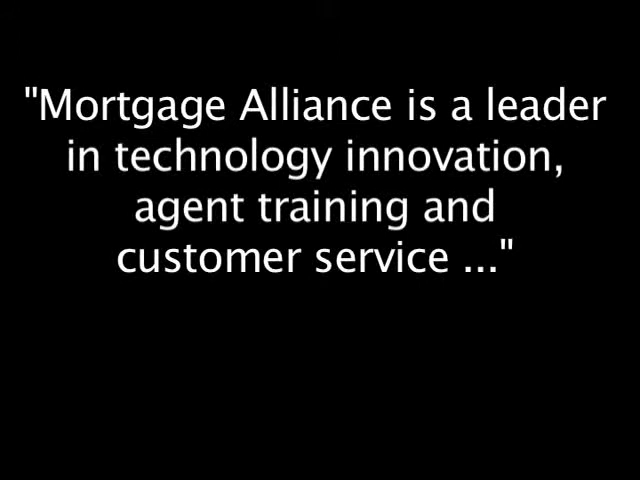 "Mortgage Alliance is a leader
in technology innovation,
agent training and
customer service ..."